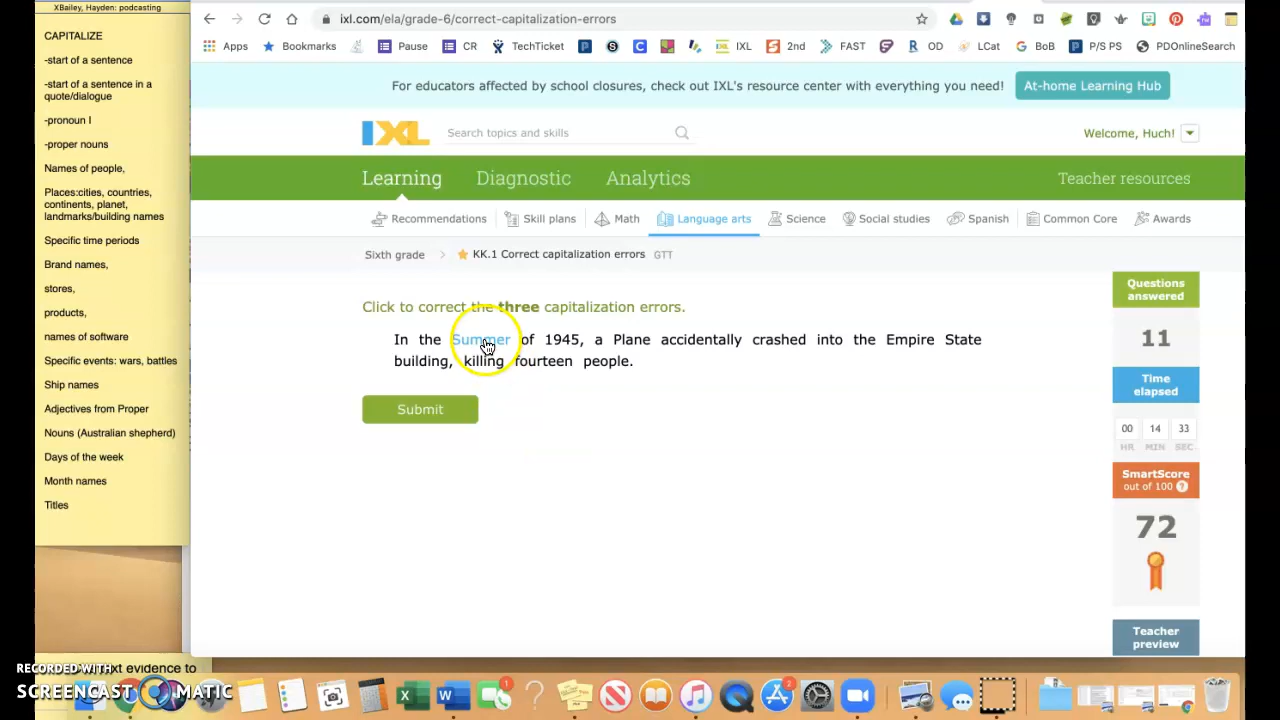 XBailey, Hayden: podcasting
CAPITALIZE
-start of a sentence
-start of a sentence in a
quote/dialogue
-pronoun I
-proper nouns
Names of people,
Places:cities, countries,
continents, planet,
landmarks/building names
Specific time periods
Brand names,
stores,
products,
names of software
Specific events: wars, battles
Ship names
Adjectives from Proper
Nouns (Australian shepherd)
Days of the week
Month names
Titles
ixl.com/ela/grade-6/correct-capitalization-errors
Apps Bookmarks Pause CR TechTicket IXL 2nd FAST OD LCat BoB P/S PS PDOnlineSearch
For educators affected by school closures, check out IXL's resource center with everything you need! At-home Learning Hub
IXL Search topics and skills Welcome, Huch!
Learning Diagnostic Analytics Teacher resources
Recommendations Skill plans Math Language arts Science Social studies Spanish Common Core Awards
Sixth grade > KK.1 Correct capitalization errors GTT
Click to correct the three capitalization errors.
In the Summer of 1945, a Plane accidentally crashed into the Empire State
building, killing fourteen people.
Submit
Questions
answered
11
Time
elapsed
00 14 33
HR MIN SEC
SmartScore
out of 100 ?
72
Teacher
preview
RECORDED WITH
SCREENCAST MATIC
evidence to